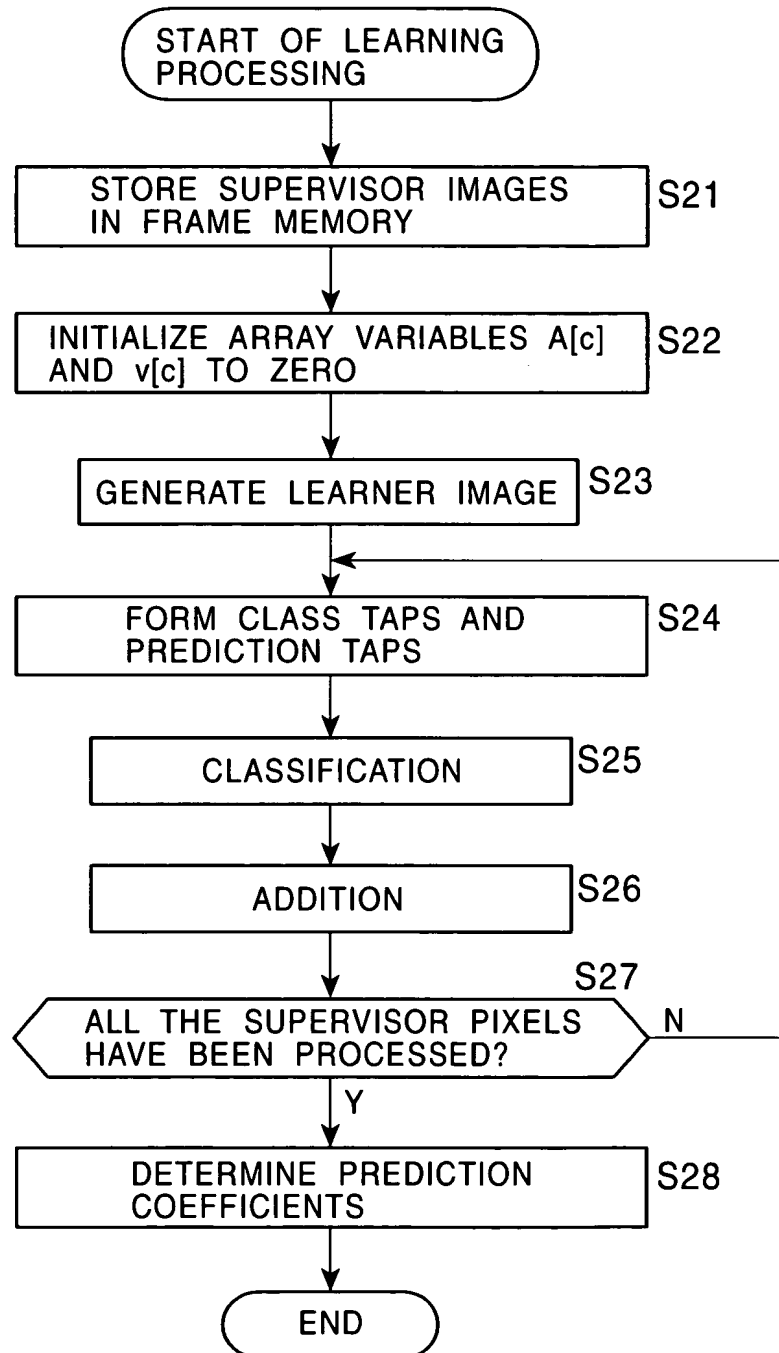 START OF LEARNING
PROCESSING
STORE SUPERVISOR IMAGES
IN FRAME MEMORY
S21
INITIALIZE ARRAY VARIABLES A[c]
AND v[c] TO ZERO
S22
GENERATE LEARNER IMAGE
S23
FORM CLASS TAPS AND
PREDICTION TAPS
S24
CLASSIFICATION
S25
ADDITION
S26
S27
ALL THE SUPERVISOR PIXELS
HAVE BEEN PROCESSED?
N
Y
DETERMINE PREDICTION
COEFFICIENTS
S28
END